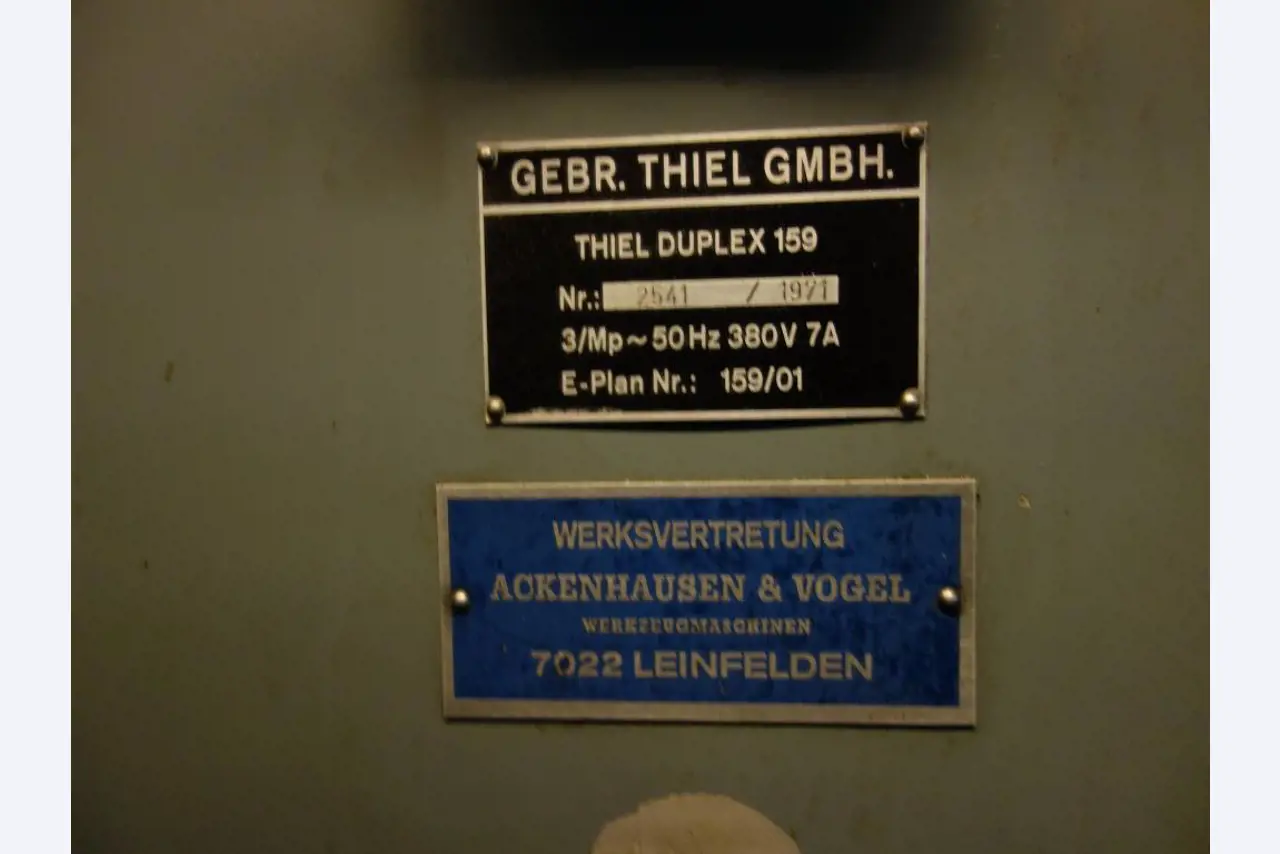 GEBR. THIEL GMBH.
THIEL DUPLEX 159
Nr.: 2541 / 1971
3/Mp~50Hz 380V 7A
E-Plan Nr.: 159/01
WERKSVERTRETUNG
ACKENHAUSEN & VOGEL
WERKZEUGMASCHINEN
7022 LEINFELDEN